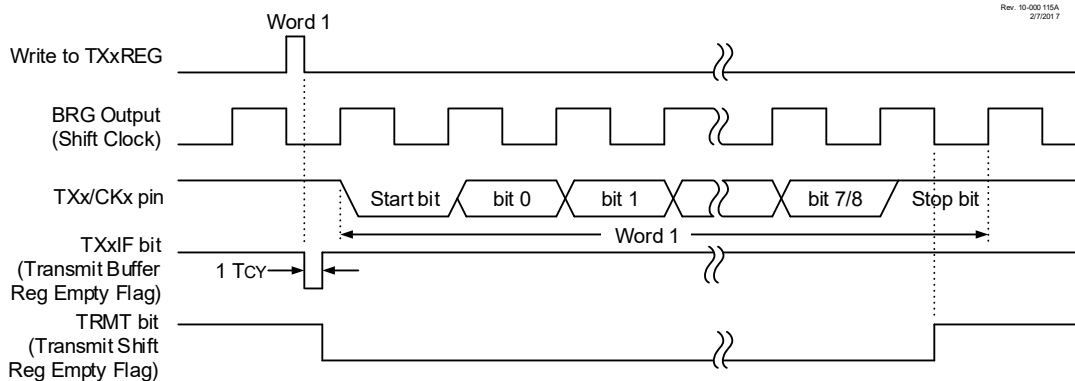 Rev. 10-000 115A
2/7/201 7
Word 1
Write to TXxREG
BRG Output
(Shift Clock)
TXx/CKx pin
Start bit
bit 0
bit 1
bit 7/8
Stop bit
Word 1
TXxIF bit
(Transmit Buffer
Reg Empty Flag)
1 TCY
TRMT bit
(Transmit Shift
Reg Empty Flag)